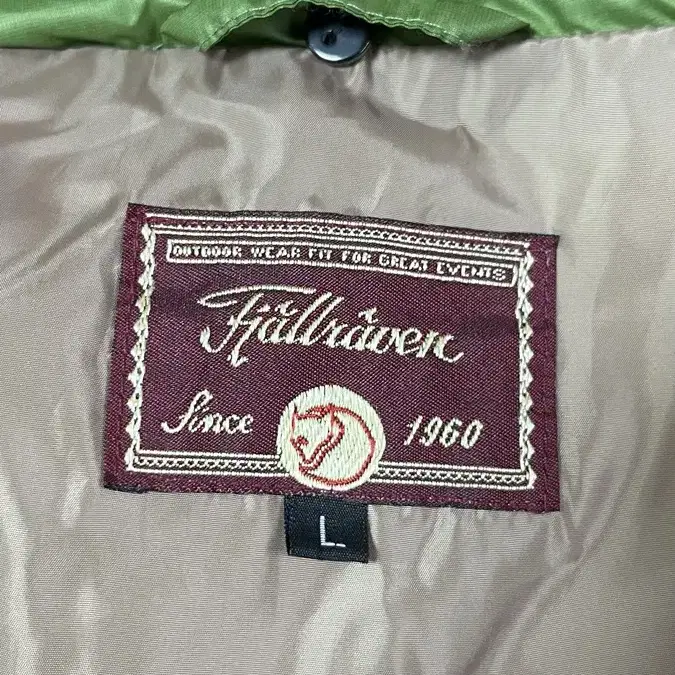 OUTDOOR WEAR FIT FOR GREAT EVENTS
Fjällräven
Since 1960
L